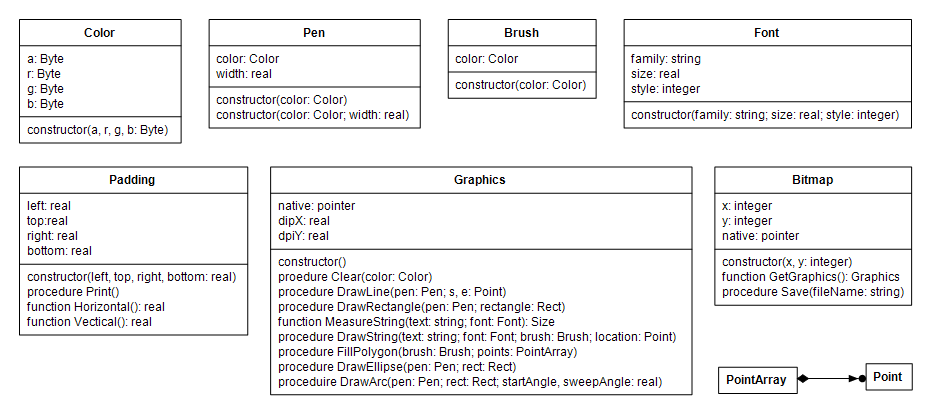 Color
a: Byte
r: Byte
g: Byte
b: Byte
constructor(a, r, g, b: Byte)
Pen
color: Color
width: real
constructor(color: Color)
constructor(color: Color; width: real)
Brush
color: Color
constructor(color: Color)
Font
family: string
size: real
style: integer
constructor(family: string; size: real; style: integer)
Padding
left: real
top:real
right: real
bottom: real
constructor(left, top, right, bottom: real)
procedure Print()
function Horizontal(): real
function Vectical(): real
Graphics
native: pointer
dipX: real
dpiY: real
constructor()
proedure Clear(color: Color)
procedure DrawLine(pen: Pen; s, e: Point)
procedure DrawRectangle(pen: Pen; rectangle: Rect)
function MeasureString(text: string; font: Font): Size
procedure DrawString(text: string; font: Font; brush: Brush; location: Point)
procedure FillPolygon(brush: Brush; points: PointArray)
procedure DrawEllipse(pen: Pen; rect: Rect)
proceduire DrawArc(pen: Pen; rect: Rect; startAngle, sweepAngle: real)
Bitmap
x: integer
y: integer
native: pointer
constructor(x, y: integer)
function GetGraphics(): Graphics
procedure Save(fileName: string)
PointArray
Point